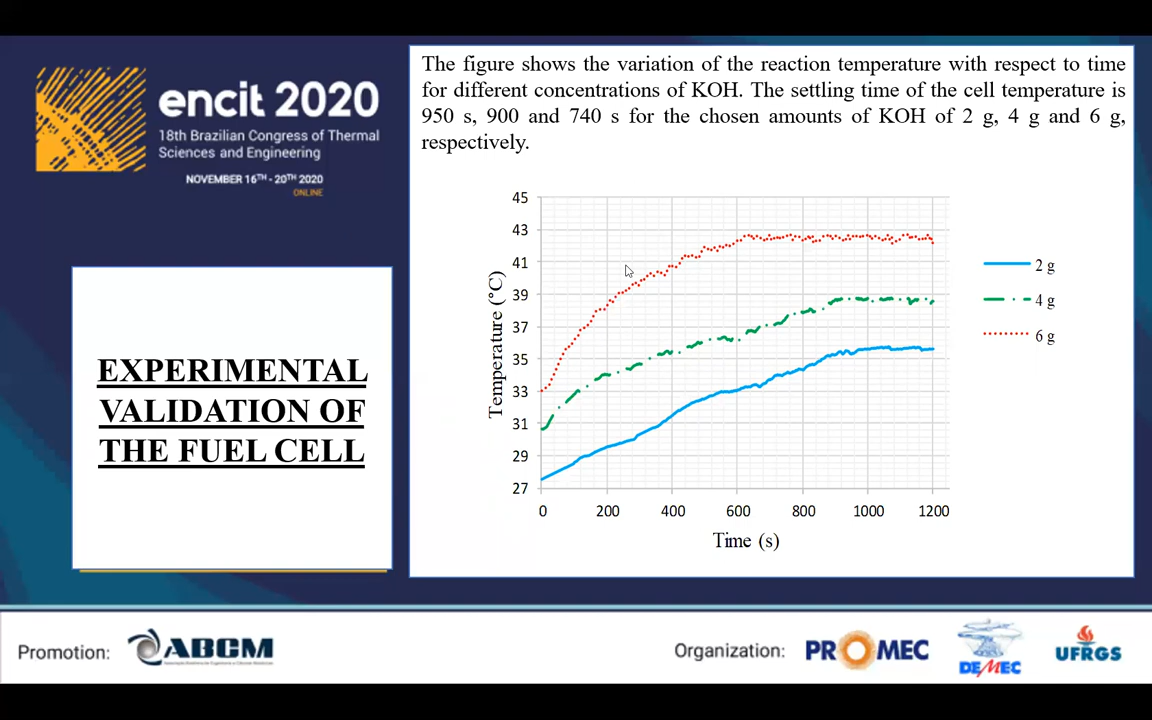 encit 2020
18th Brazilian Congress of Thermal
Sciences and Engineering
NOVEMBER 16TH - 20TH 2020
ONLINE
EXPERIMENTAL
VALIDATION OF
THE FUEL CELL
The figure shows the variation of the reaction temperature with respect to time
for different concentrations of KOH. The settling time of the cell temperature is
950 s, 900 and 740 s for the chosen amounts of KOH of 2 g, 4 g and 6 g,
respectively.
45
43
41
39
37
35
33
31
29
27
Temperature (°C)
0 200 400 600 800 1000 1200
Time (s)
2 g
4 g
6 g
Promotion:
ABCM
Organization:
PROMEC
DEMEC
UFRGS